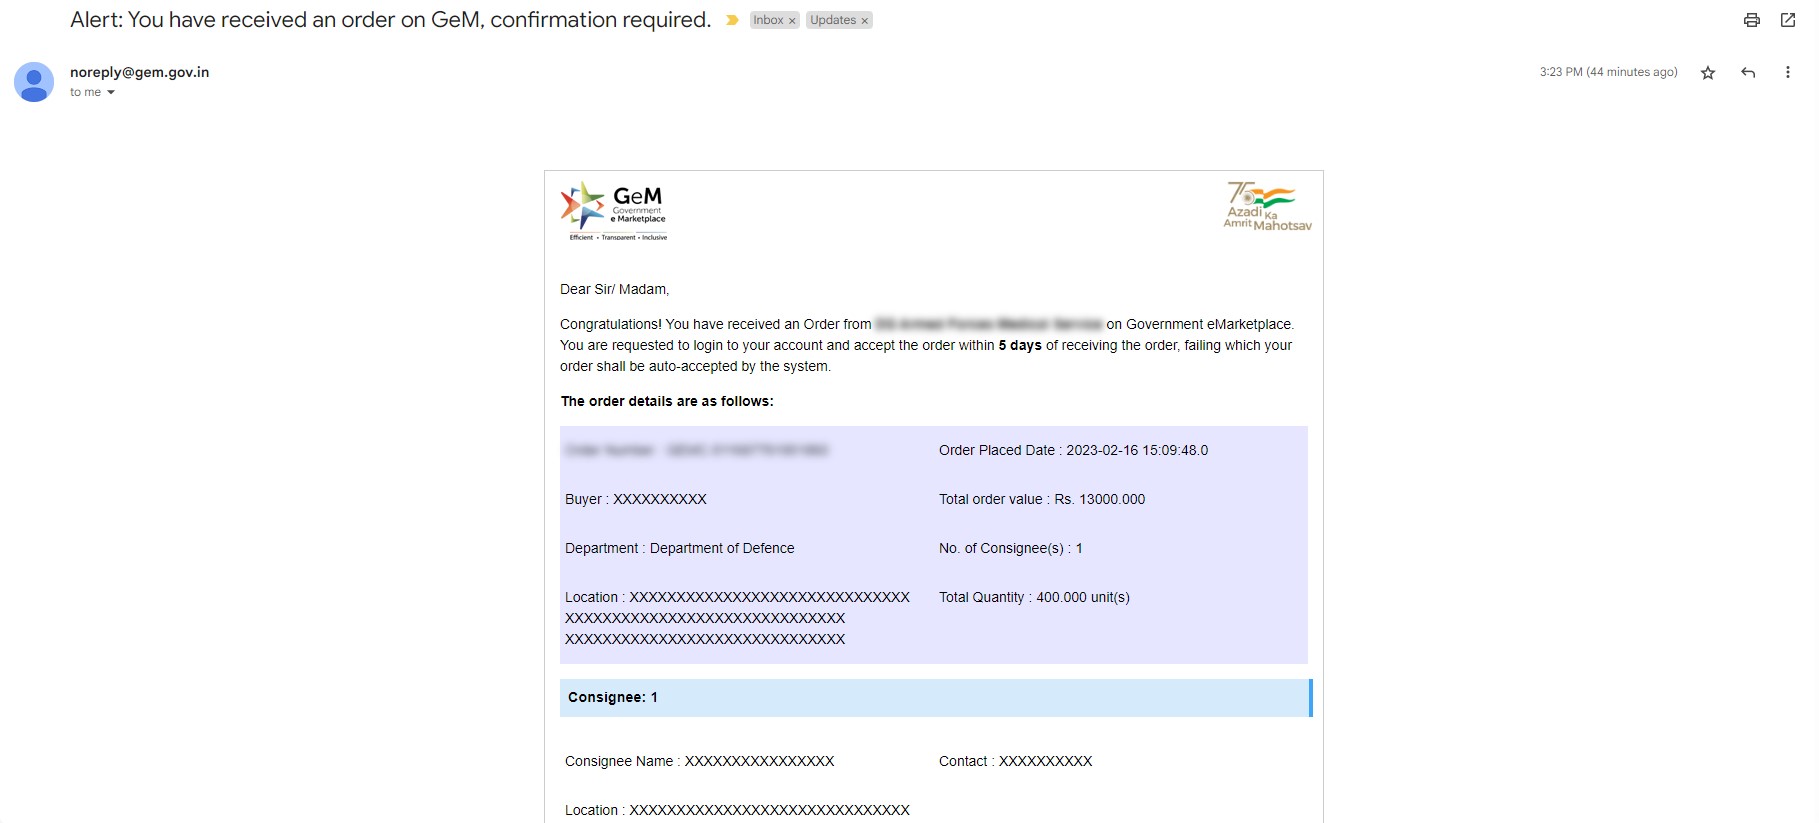 Alert: You have received an order on GeM, confirmation required. Inbox × Updates ×
noreply@gem.gov.in 3:23 PM (44 minutes ago)
to me
GeM
Government
e Marketplace
Efficient • Transparent • Inclusive
75
Azadi Ka
Amrit Mahotsav
Dear Sir/ Madam,
Congratulations! You have received an Order from on Government eMarketplace.
You are requested to login to your account and accept the order within 5 days of receiving the order, failing which your
order shall be auto-accepted by the system.
The order details are as follows:
Order Placed Date : 2023-02-16 15:09:48.0
Buyer : XXXXXXXXXX Total order value : Rs. 13000.000
Department : Department of Defence No. of Consignee(s) : 1
Location : XXXXXXXXXXXXXXXXXXXXXXXXXXXXXX Total Quantity : 400.000 unit(s)
XXXXXXXXXXXXXXXXXXXXXXXXXXXXXX
XXXXXXXXXXXXXXXXXXXXXXXXXXXXXX
Consignee: 1
Consignee Name : XXXXXXXXXXXXXXXX Contact : XXXXXXXXXX
Location : XXXXXXXXXXXXXXXXXXXXXXXXXXXXXX